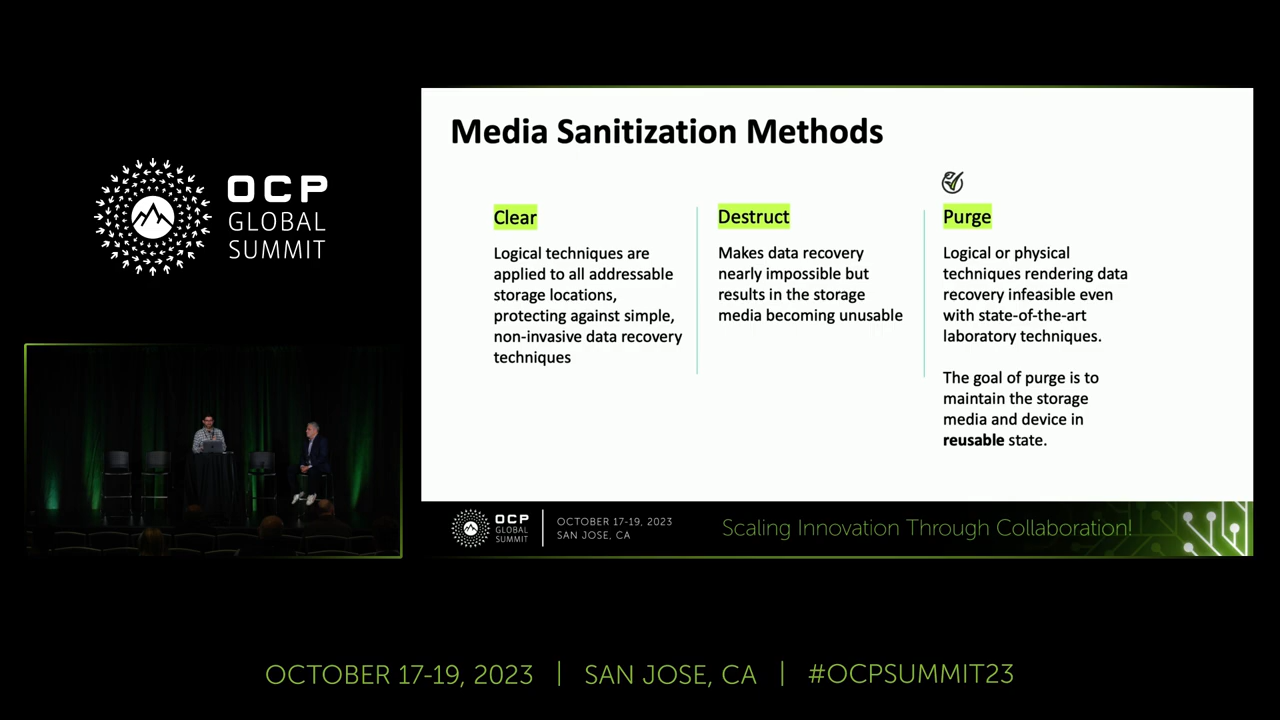 OCP
GLOBAL
SUMMIT
Media Sanitization Methods
Clear
Logical techniques are
applied to all addressable
storage locations,
protecting against simple,
non-invasive data recovery
techniques
Destruct
Makes data recovery
nearly impossible but
results in the storage
media becoming unusable
Purge
Logical or physical
techniques rendering data
recovery infeasible even
with state-of-the-art
laboratory techniques.
The goal of purge is to
maintain the storage
media and device in
reusable state.
OCP
GLOBAL
SUMMIT
OCTOBER 17-19, 2023
SAN JOSE, CA
Scaling Innovation Through Collaboration!
OCTOBER 17-19, 2023 | SAN JOSE, CA | #OCPSUMMIT23